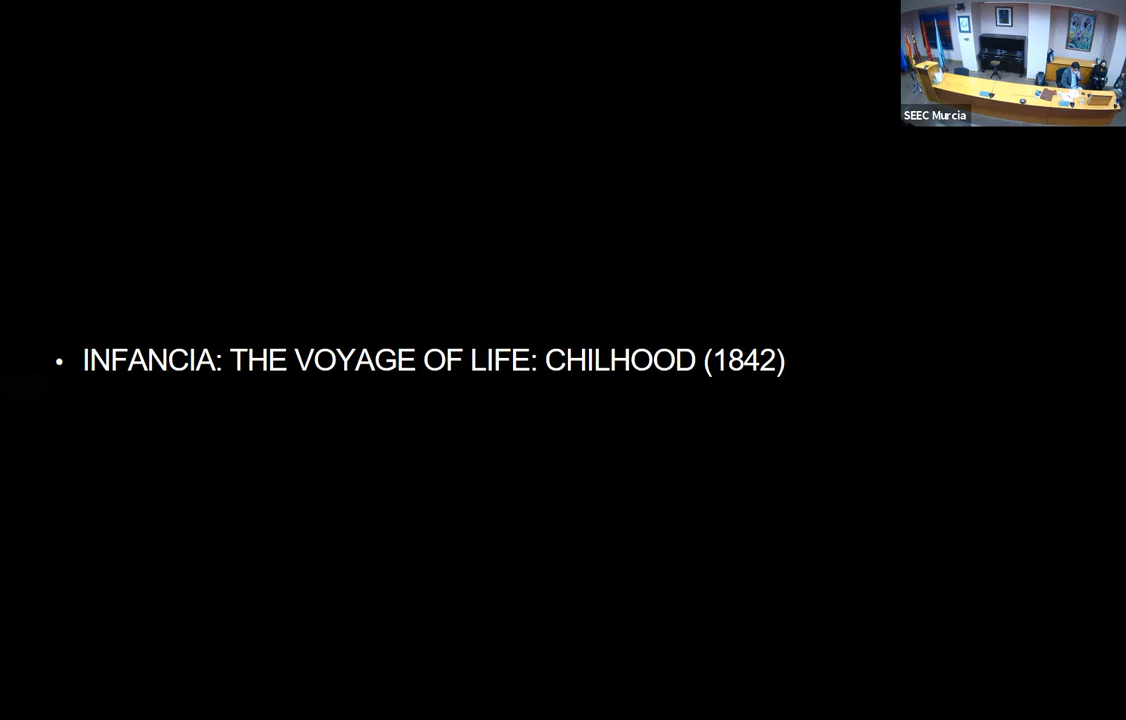 SEEC Murcia
• INFANCIA: THE VOYAGE OF LIFE: CHILHOOD (1842)